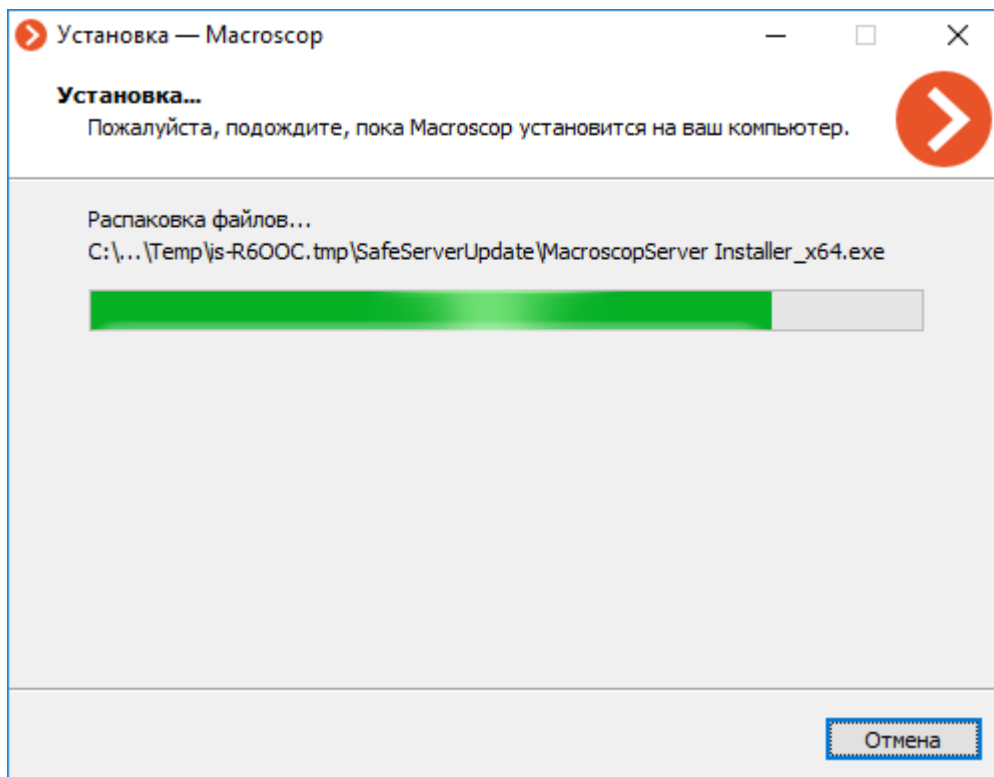 Установка — Macroscop
Установка...
Пожалуйста, подождите, пока Macroscop установится на ваш компьютер.
Распаковка файлов...
C:\...\Temp\is-R6OOC.tmp\SafeServerUpdate\MacroscopServer Installer_x64.exe
Отмена